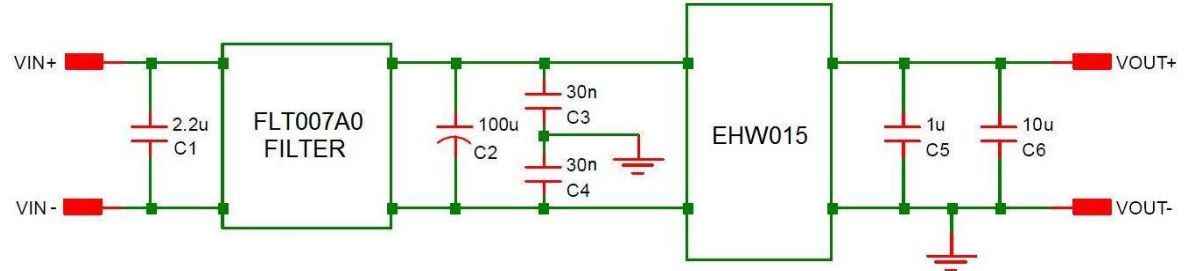 VIN+
VIN-
2.2u
C1
FLT007A0
FILTER
100u
C2
30n
C3
30n
C4
EHW015
1u
C5
10u
C6
VOUT+
VOUT-